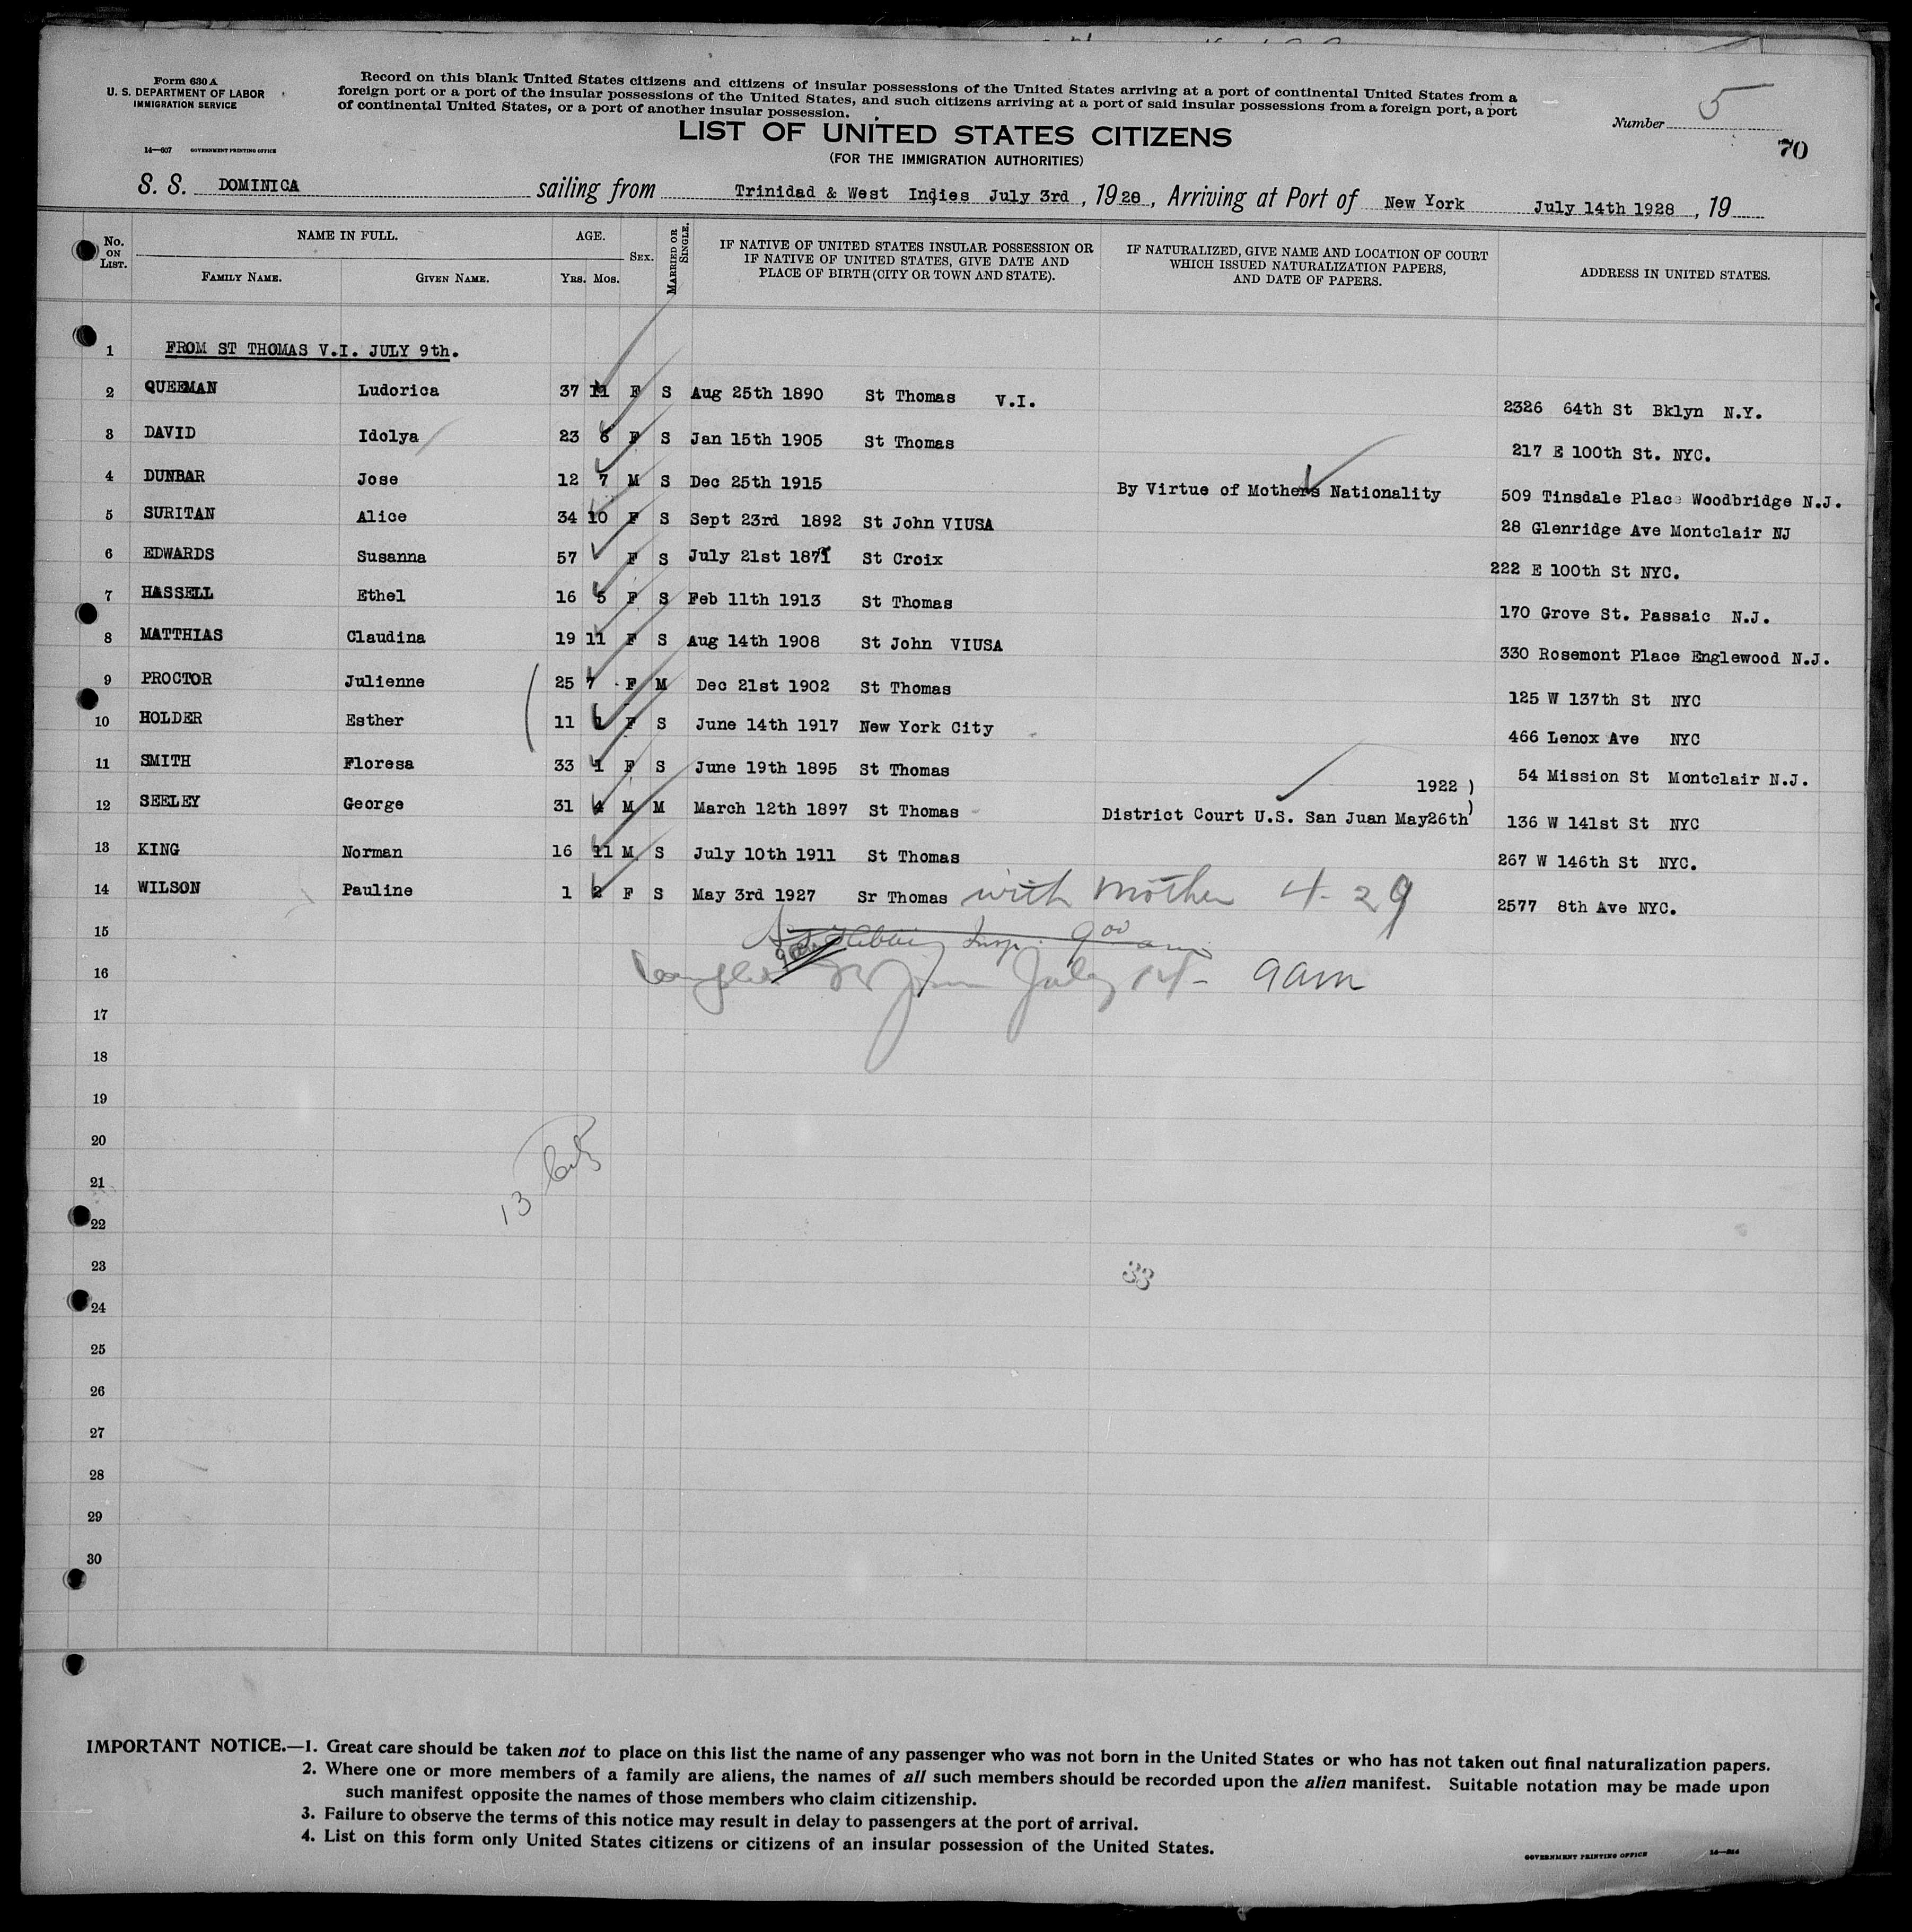 Form 630 A
U. S. DEPARTMENT OF LABOR
IMMIGRATION SERVICE
14—607 GOVERNMENT PRINTING OFFICE
Record on this blank United States citizens and citizens of insular possessions of the United States arriving at a port of continental United States from a
foreign port or a port of the insular possessions of the United States, and such citizens arriving at a port of said insular possessions from a foreign port, a port
of continental United States, or a port of another insular possession.
LIST OF UNITED STATES CITIZENS
(FOR THE IMMIGRATION AUTHORITIES)
Number 5
70
S. S. DOMINICA sailing from Trinidad & West Indies July 3rd , 1928 , Arriving at Port of New York July 14th 1928 , 19
No. ON LIST.
NAME IN FULL.
FAMILY NAME. GIVEN NAME.
AGE.
YRS. MOS.
SEX.
MARRIED OR SINGLE.
IF NATIVE OF UNITED STATES INSULAR POSSESSION OR
IF NATIVE OF UNITED STATES, GIVE DATE AND
PLACE OF BIRTH (CITY OR TOWN AND STATE).
IF NATURALIZED, GIVE NAME AND LOCATION OF COURT
WHICH ISSUED NATURALIZATION PAPERS,
AND DATE OF PAPERS.
ADDRESS IN UNITED STATES.
1 FROM ST THOMAS V.I. JULY 9th.
2 QUEEMAN Ludorica 37 11 F S Aug 25th 1890 St Thomas V.I. 2326 64th St Bklyn N.Y.
3 DAVID Idolya 23 6 F S Jan 15th 1905 St Thomas 217 E 100th St. NYC.
4 DUNBAR Jose 12 7 M S Dec 25th 1915 By Virtue of Mothers Nationality 509 Tinsdale Place Woodbridge N.J.
5 SURITAN Alice 34 10 F S Sept 23rd 1892 St John VIUSA 28 Glenridge Ave Montclair NJ
6 EDWARDS Susanna 57 F S July 21st 1871 St Croix 222 E 100th St NYC.
7 HASSELL Ethel 16 5 F S Feb 11th 1913 St Thomas 170 Grove St. Passaic N.J.
8 MATTHIAS Claudina 19 11 F S Aug 14th 1908 St John VIUSA 330 Rosemont Place Englewood N.J.
9 PROCTOR Julienne 25 7 F M Dec 21st 1902 St Thomas 125 W 137th St NYC
10 HOLDER Esther 11 1 F S June 14th 1917 New York City 466 Lenox Ave NYC
11 SMITH Floresa 33 1 F S June 19th 1895 St Thomas 54 Mission St Montclair N.J.
1922 )
12 SEELEY George 31 4 M M March 12th 1897 St Thomas District Court U.S. San Juan May26th ) 136 W 141st St NYC
13 KING Norman 16 11 M S July 10th 1911 St Thomas 267 W 146th St NYC.
14 WILSON Pauline 1 2 F S May 3rd 1927 Sr Thomas with Mother 4-29 2577 8th Ave NYC.
15 Insp. 9 00 am
16 July 14- 9am
17
18
19
20
21
13
22
23
33
24
25
26
27
28
29
30
IMPORTANT NOTICE.—1. Great care should be taken not to place on this list the name of any passenger who was not born in the United States or who has not taken out final naturalization papers.
2. Where one or more members of a family are aliens, the names of all such members should be recorded upon the alien manifest. Suitable notation may be made upon
such manifest opposite the names of those members who claim citizenship.
3. Failure to observe the terms of this notice may result in delay to passengers at the port of arrival.
4. List on this form only United States citizens or citizens of an insular possession of the United States.
GOVERNMENT PRINTING OFFICE